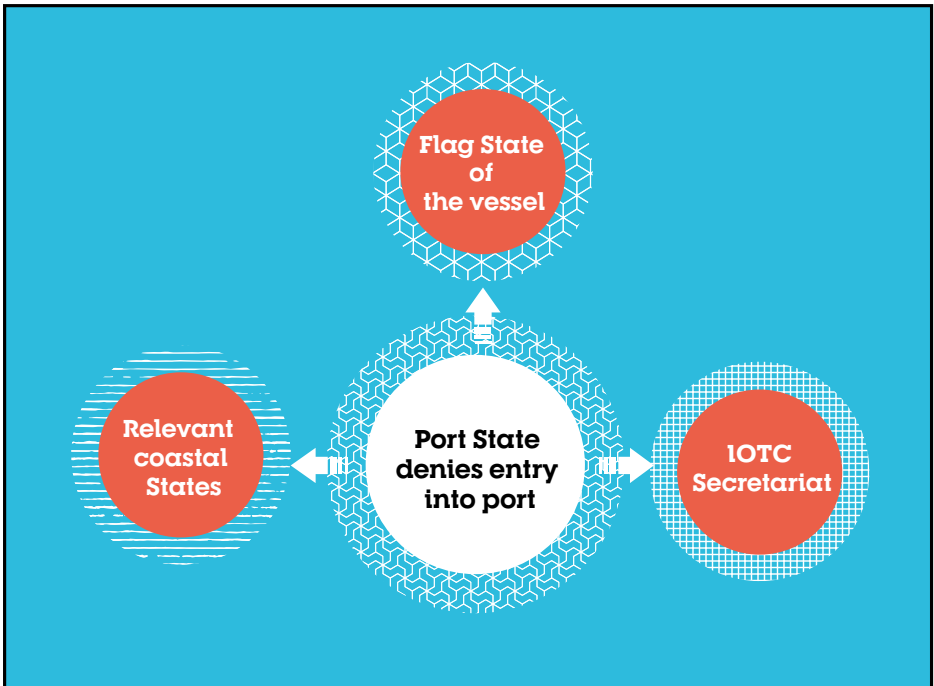 Flag State
of
the vessel
Relevant
coastal
States
Port State
denies entry
into port
IOTC
Secretariat